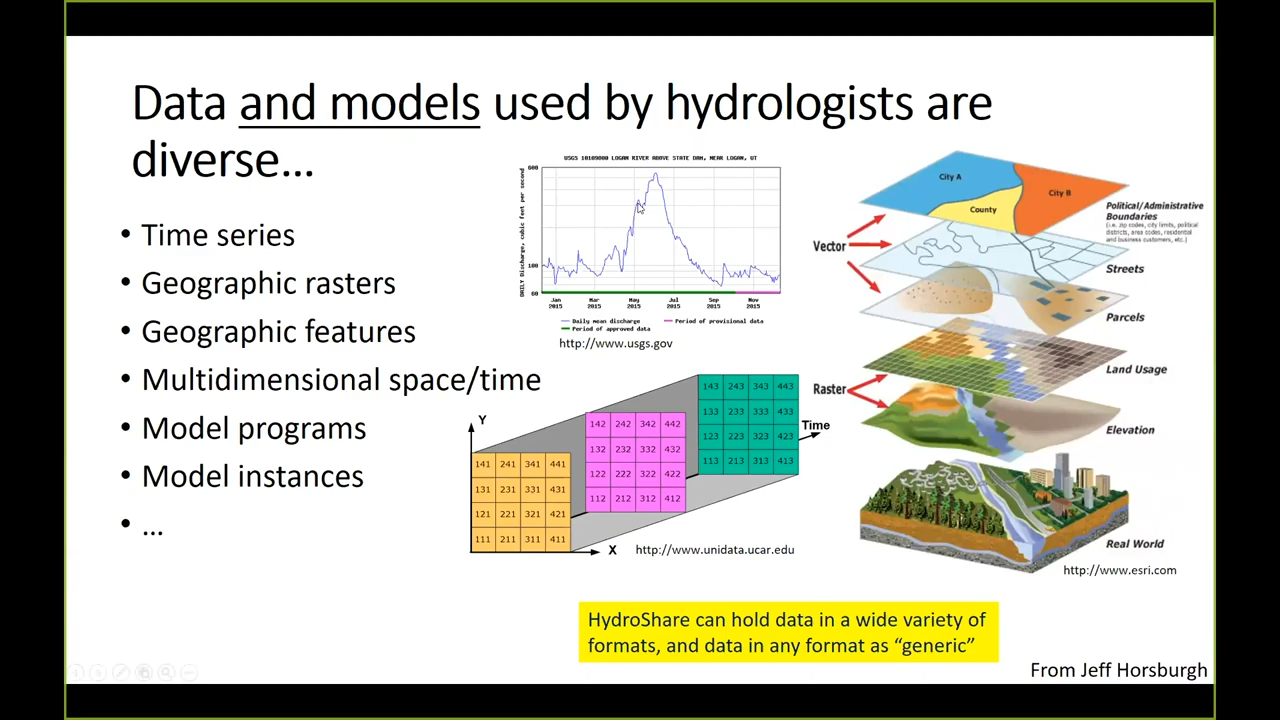 Data and models used by hydrologists are
diverse…
• Time series
• Geographic rasters
• Geographic features
• Multidimensional space/time
• Model programs
• Model instances
• …
USGS 10109000 LOGAN RIVER ABOVE STATE DAM, NEAR LOGAN, UT
DAILY Discharge, cubic feet per second
600
100
60
Jan Mar May Jul Sep Nov
2015 2015 2015 2015 2015 2015
Daily mean discharge Period of provisional data
Period of approved data
http://www.usgs.gov
Y
141 241 341 441
131 231 331 431
121 221 321 421
111 211 311 411
X
142 242 342 442
132 232 332 432
122 222 322 422
112 212 312 412
143 243 343 443
133 233 333 433
123 223 323 423
113 213 313 413
Time
http://www.unidata.ucar.edu
City A
City B
County
Vector
Raster
Political/Administrative
Boundaries
(i.e. zip codes, city limits, political
districts, area codes, residential
and business customers, etc.)
Streets
Parcels
Land Usage
Elevation
Real World
http://www.esri.com
HydroShare can hold data in a wide variety of
formats, and data in any format as “generic”
From Jeff Horsburgh